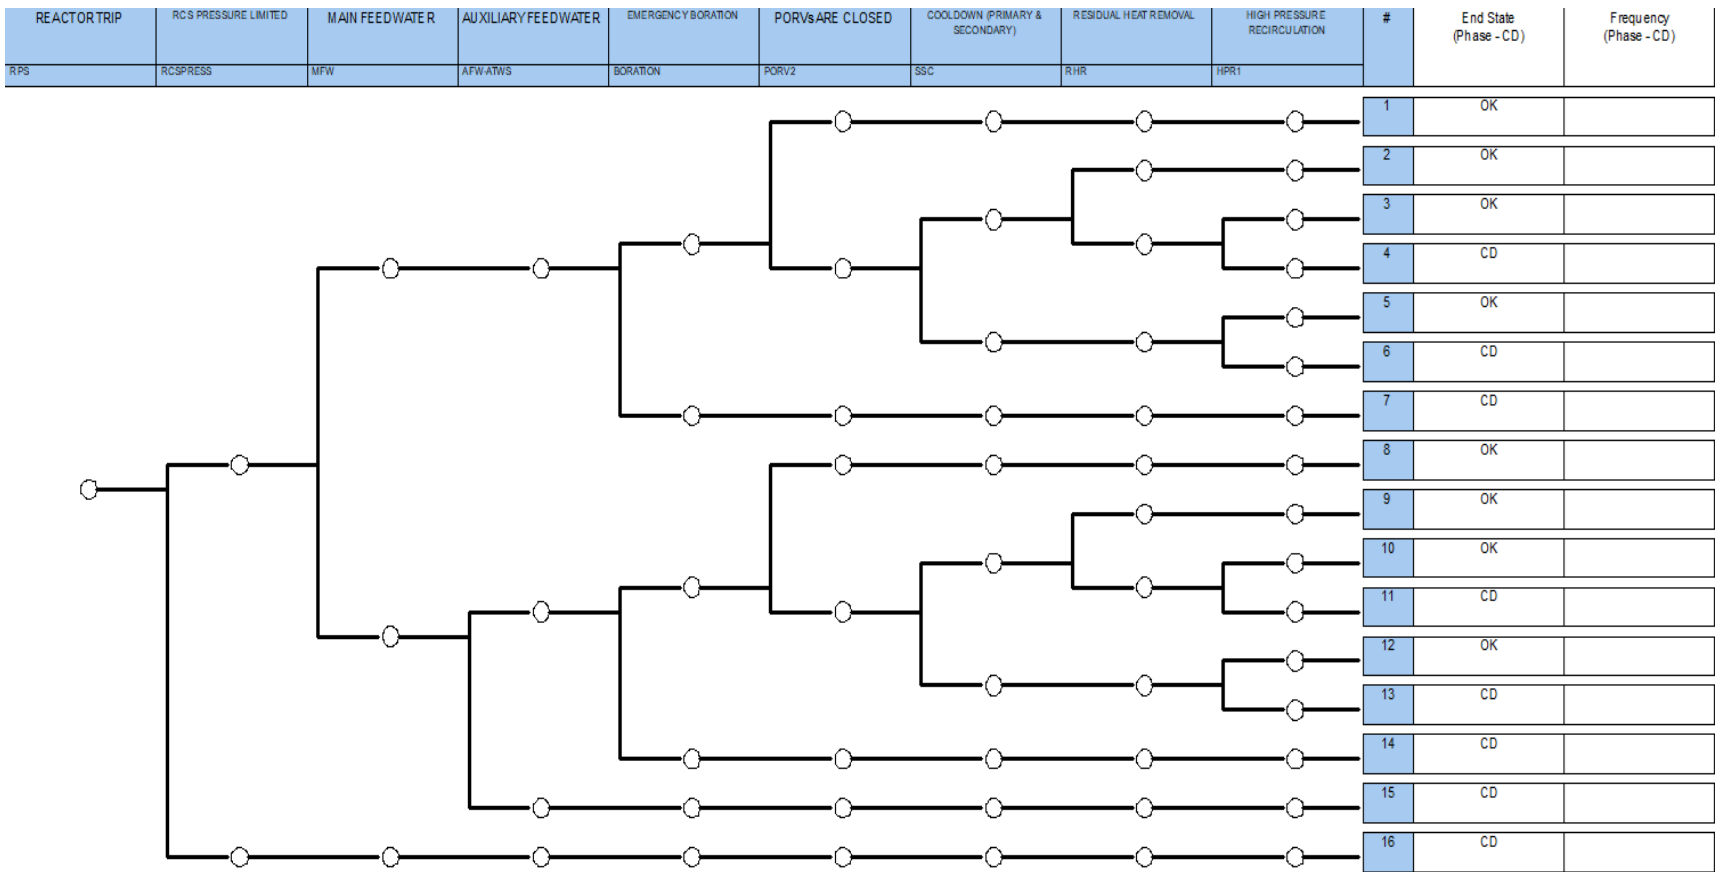 REACTOR TRIP
RCS PRESSURE LIMITED
MAIN FEEDWATER
AUXILIARY FEEDWATER
EMERGENCY BORATION
PORVs ARE CLOSED
COOLDOWN (PRIMARY &
SECONDARY)
RESIDUAL HEAT REMOVAL
HIGH PRESSURE
RECIRCULATION
#
End State
(Phase - CD)
Frequency
(Phase - CD)
RPS
RCSPRESS
MFW
AFW-ATWS
BORATION
PORV2
SSC
RHR
HPR1
1 OK
2 OK
3 OK
4 CD
5 OK
6 CD
7 CD
8 OK
9 OK
10 OK
11 CD
12 OK
13 CD
14 CD
15 CD
16 CD